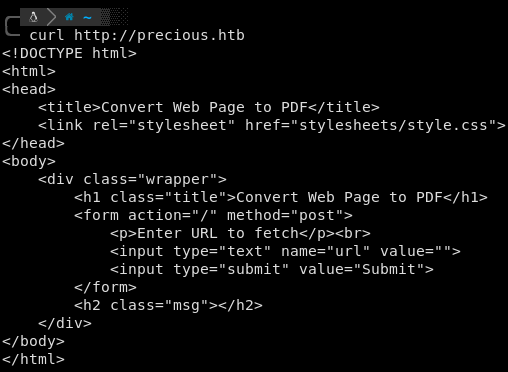 ~
curl http://precious.htb
<!DOCTYPE html>
<html>
<head>
    <title>Convert Web Page to PDF</title>
    <link rel="stylesheet" href="stylesheets/style.css">
</head>
<body>
    <div class="wrapper">
        <h1 class="title">Convert Web Page to PDF</h1>
        <form action="/" method="post">
            <p>Enter URL to fetch</p><br>
            <input type="text" name="url" value="">
            <input type="submit" value="Submit">
        </form>
        <h2 class="msg"></h2>
    </div>
</body>
</html>